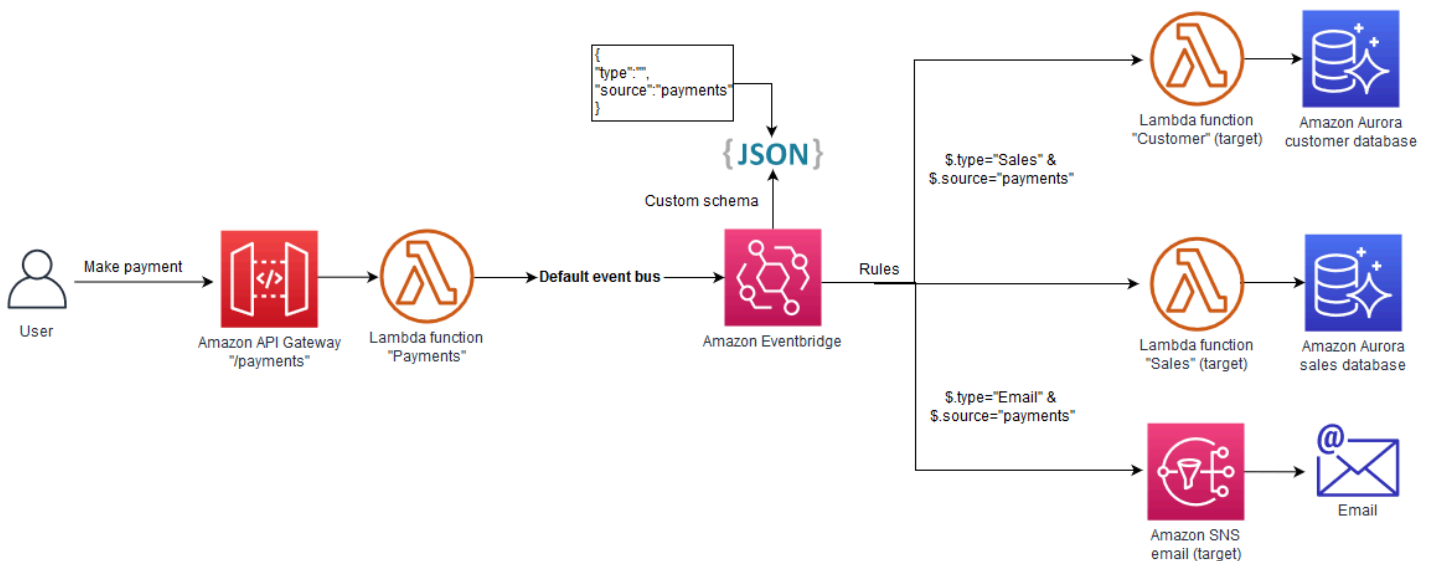 {
"type":"",
"source":"payments"
}
{JSON}
Custom schema
Make payment
User
Amazon API Gateway
"/payments"
Lambda function
"Payments"
Default event bus
Amazon Eventbridge
Rules
$.type="Sales" &
$.source="payments"
$.type="Email" &
$.source="payments"
Lambda function
"Customer" (target)
Amazon Aurora
customer database
Lambda function
"Sales" (target)
Amazon Aurora
sales database
Amazon SNS
email (target)
@
Email